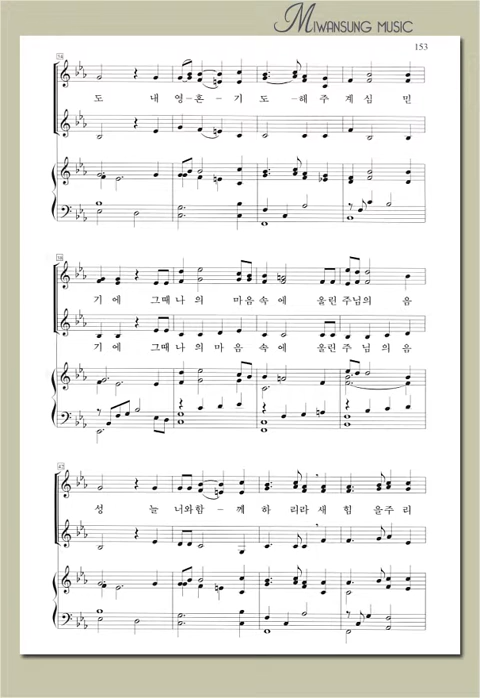 MIWANSUNG MUSIC
153
도 내 영-혼 - 기 도 -해 주 계 심 믿
기 에 그때 나 의 마음 속 에 울린 주님의 음
기 에 그때 나 의 마 음 속 에 울린 주 님 의 음
성 늘 너와함 - 께 하 리라 새 힘 을주 리